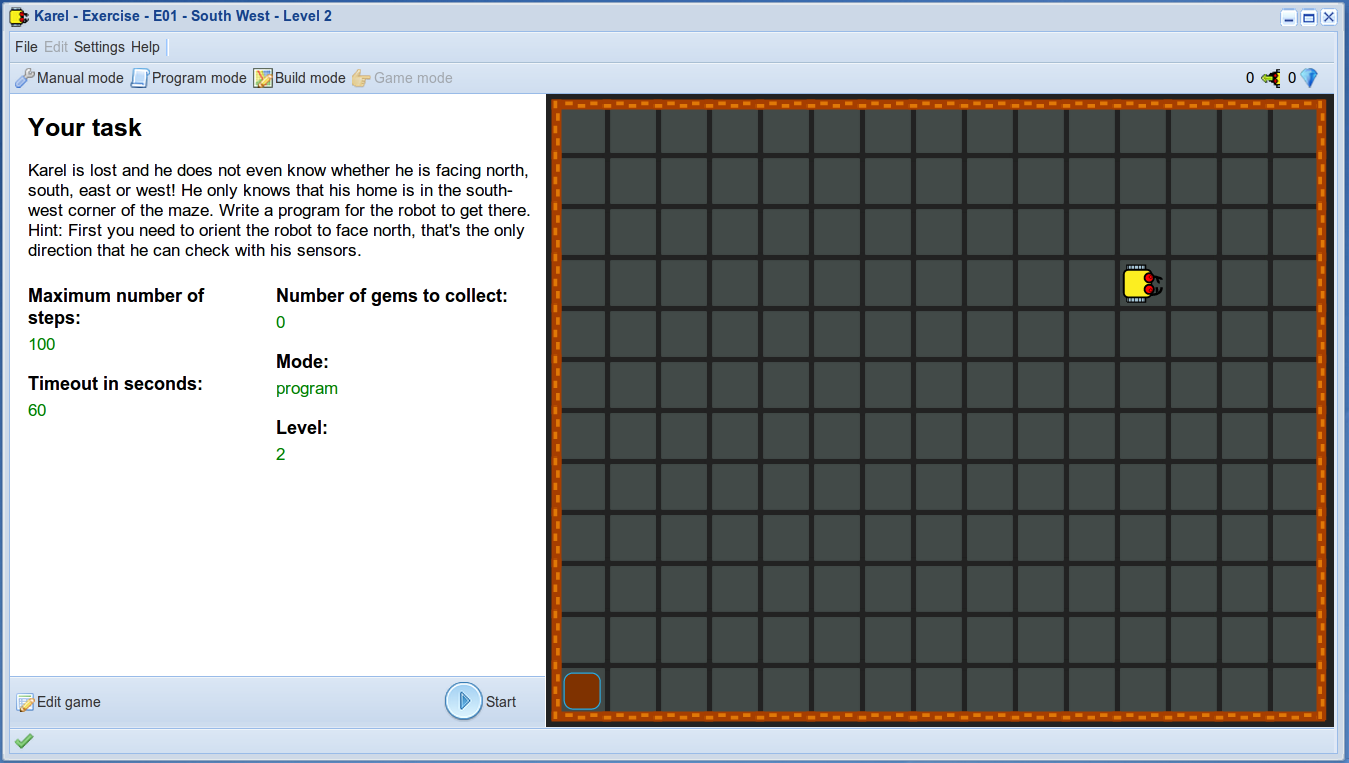 Karel - Exercise - E01 - South West - Level 2
File Edit Settings Help
Manual mode Program mode Build mode Game mode 0 0
Your task
Karel is lost and he does not even know whether he is facing north,
south, east or west! He only knows that his home is in the south-
west corner of the maze. Write a program for the robot to get there.
Hint: First you need to orient the robot to face north, that's the only
direction that he can check with his sensors.
Maximum number of
steps:
100
Timeout in seconds:
60
Number of gems to collect:
0
Mode:
program
Level:
2
Edit game Start